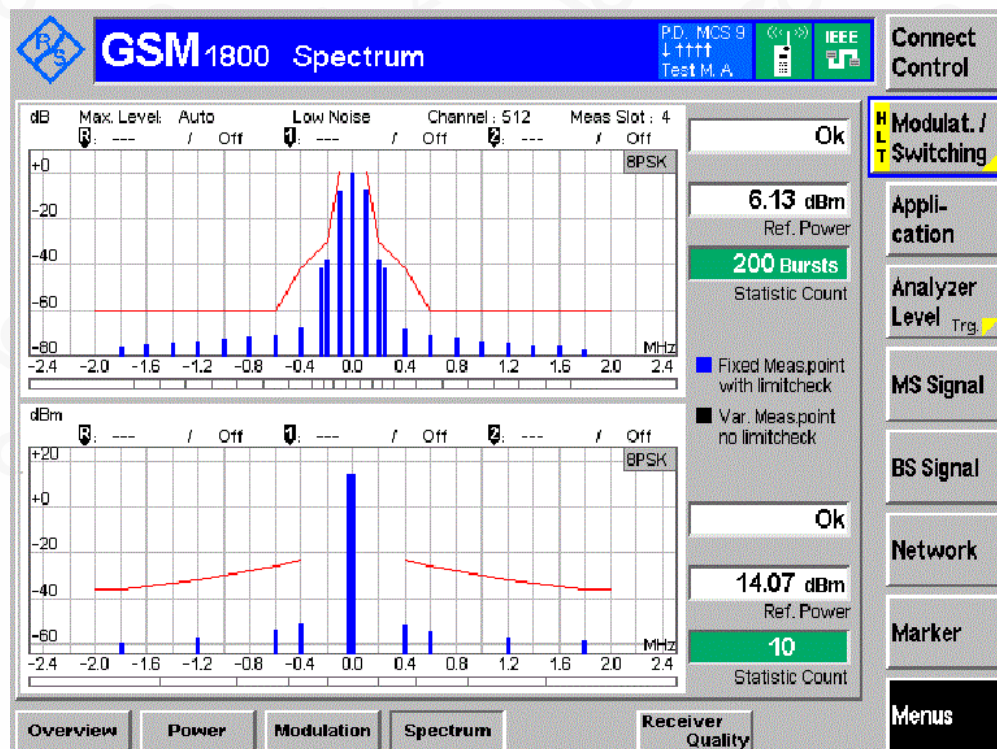 R/S
GSM 1800 Spectrum
P.D. MCS 9
↓ ↑↑↑↑
Test M. A
IEEE
Connect
Control
dB Max. Level: Auto Low Noise Channel : 512 Meas Slot : 4
R : --- / Off 1 : --- / Off 2 : --- / Off
8PSK
+0
-20
-40
-60
-80
MHz
-2.4 -2.0 -1.6 -1.2 -0.8 -0.4 0.0 0.4 0.8 1.2 1.6 2.0 2.4
Ok
6.13 dBm
Ref. Power
200 Bursts
Statistic Count
Fixed Meas.point
with limitcheck
Var. Meas.point
no limitcheck
dBm
R : --- / Off 1 : --- / Off 2 : --- / Off
8PSK
+20
+0
-20
-40
-60
MHz
-2.4 -2.0 -1.6 -1.2 -0.8 -0.4 0.0 0.4 0.8 1.2 1.6 2.0 2.4
Ok
14.07 dBm
Ref. Power
10
Statistic Count
HLT
Modulat. /
Switching
Appli-
cation
Analyzer
Level Trg.
MS Signal
BS Signal
Network
Marker
Menus
Overview
Power
Modulation
Spectrum
Receiver
Quality